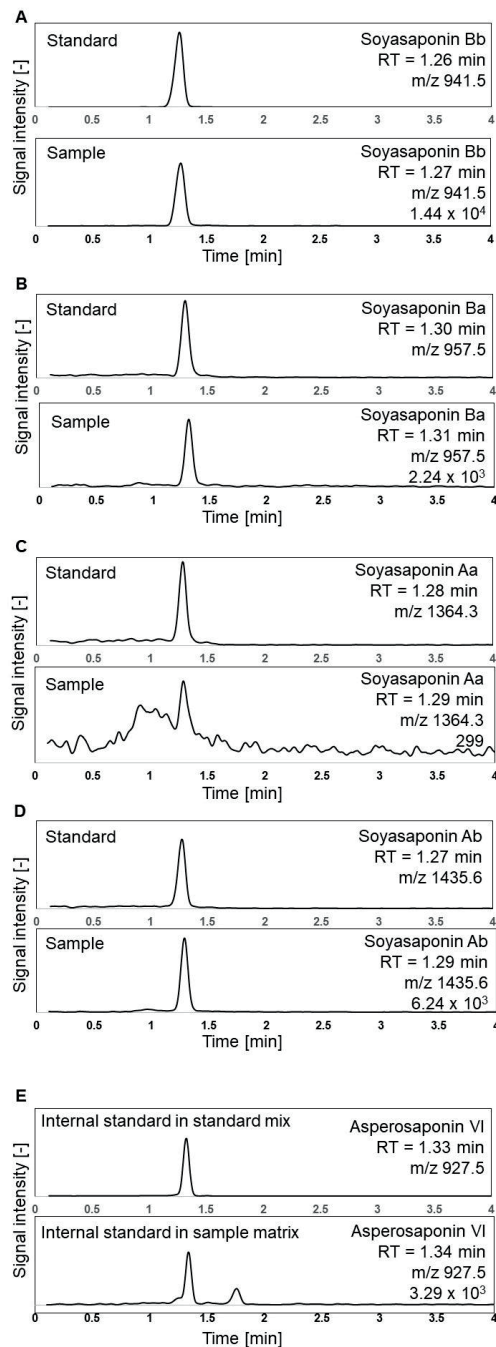 A
Standard
Soyasaponin Bb
RT = 1.26 min
m/z 941.5
0 0.5 1 1.5 2 2.5 3 3.5 4
Sample
Soyasaponin Bb
RT = 1.27 min
m/z 941.5
1.44 x 10⁴
0 0.5 1 1.5 2 2.5 3 3.5 4
Signal intensity [-]
Time [min]
B
Standard
Soyasaponin Ba
RT = 1.30 min
m/z 957.5
0 0.5 1 1.5 2 2.5 3 3.5 4
Sample
Soyasaponin Ba
RT = 1.31 min
m/z 957.5
2.24 x 10³
0 0.5 1 1.5 2 2.5 3 3.5 4
Signal intensity [-]
Time [min]
C
Standard
Soyasaponin Aa
RT = 1.28 min
m/z 1364.3
0 0.5 1 1.5 2 2.5 3 3.5 4
Sample
Soyasaponin Aa
RT = 1.29 min
m/z 1364.3
299
0 0.5 1 1.5 2 2.5 3 3.5 4
Signal intensity [-]
Time [min]
D
Standard
Soyasaponin Ab
RT = 1.27 min
m/z 1435.6
0 0.5 1 1.5 2 2.5 3 3.5 4
Sample
Soyasaponin Ab
RT = 1.29 min
m/z 1435.6
6.24 x 10³
0 0.5 1 1.5 2 2.5 3 3.5 4
Signal intensity [-]
Time [min]
E
Internal standard in standard mix
Asperosaponin VI
RT = 1.33 min
m/z 927.5
0 0.5 1 1.5 2 2.5 3 3.5 4
Internal standard in sample matrix
Asperosaponin VI
RT = 1.34 min
m/z 927.5
3.29 x 10³
0 0.5 1 1.5 2 2.5 3 3.5 4
Signal intensity [-]
Time [min]